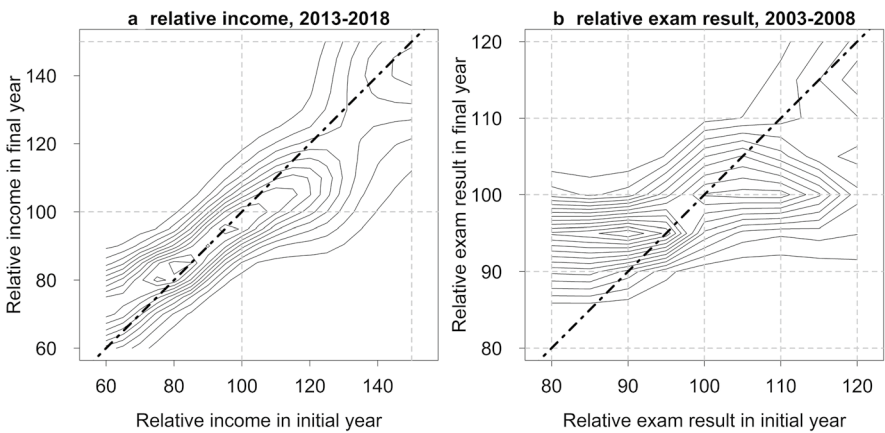 a relative income, 2013-2018
Relative income in final year
140
120
100
80
60
60 80 100 120 140
Relative income in initial year
b relative exam result, 2003-2008
Relative exam result in final year
120
110
100
90
80
80 90 100 110 120
Relative exam result in initial year